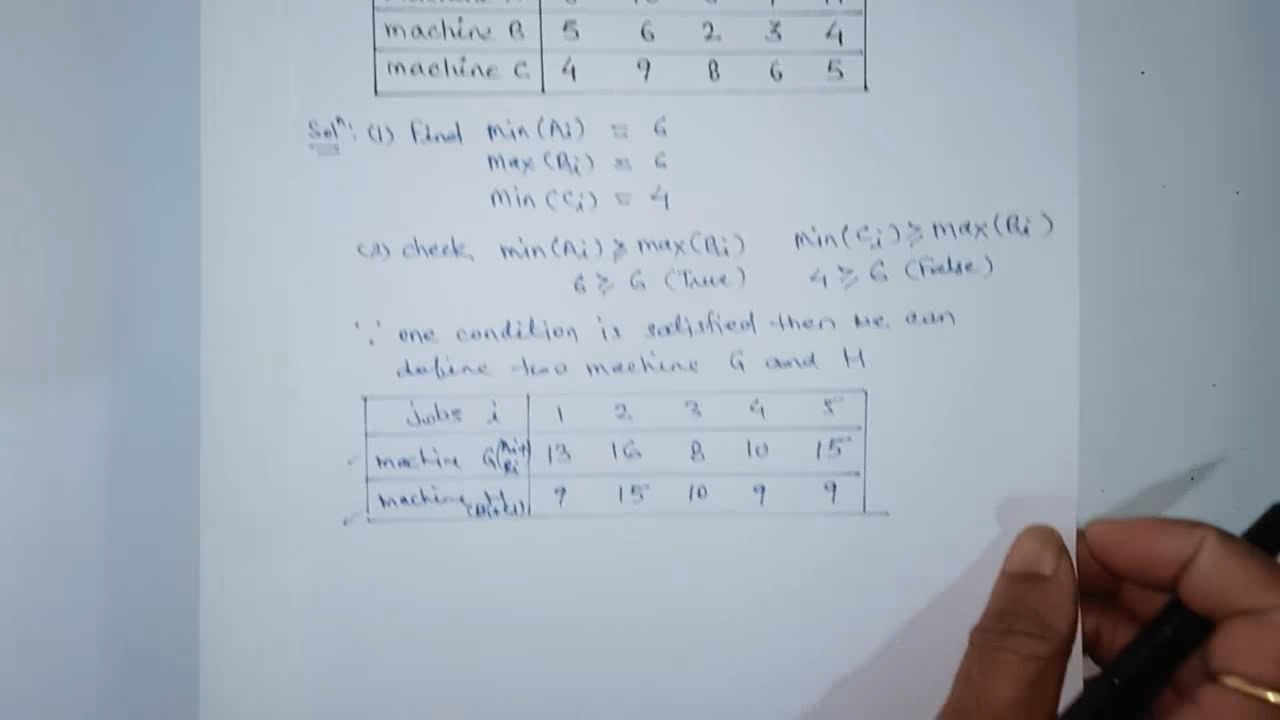 machine B 5 6 2 3 4
machine C 4 9 8 6 5
Solⁿ: (1) Find min(Ai) = 6
max(Bi) = 6
min(Ci) = 4
(2) check min(Ai) ≥ max(Bi) min(Ci) ≥ max(Bi)
6 ≥ 6 (True) 4 ≥ 6 (False)
∵ one condition is satisfied then we can
define two machine G and H
Jobs i 1 2 3 4 5
machine G(Ai+Bi) 13 16 8 10 15
machine H(Bi+Ci) 9 15 10 9 9